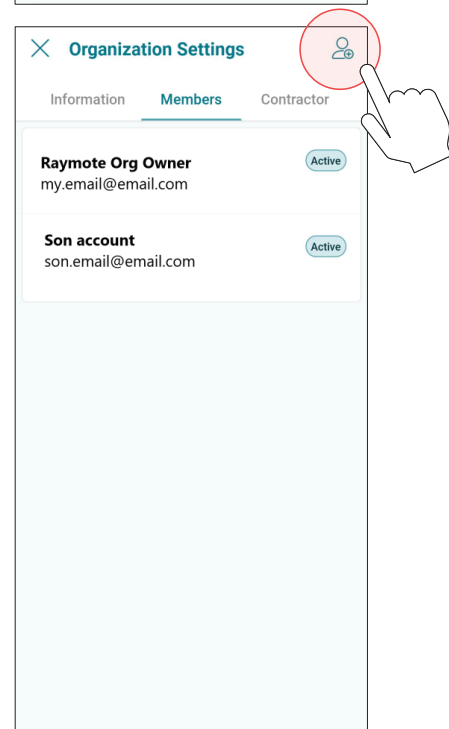 Organization Settings
Information Members Contractor
Raymote Org Owner Active
my.email@email.com
Son account Active
son.email@email.com